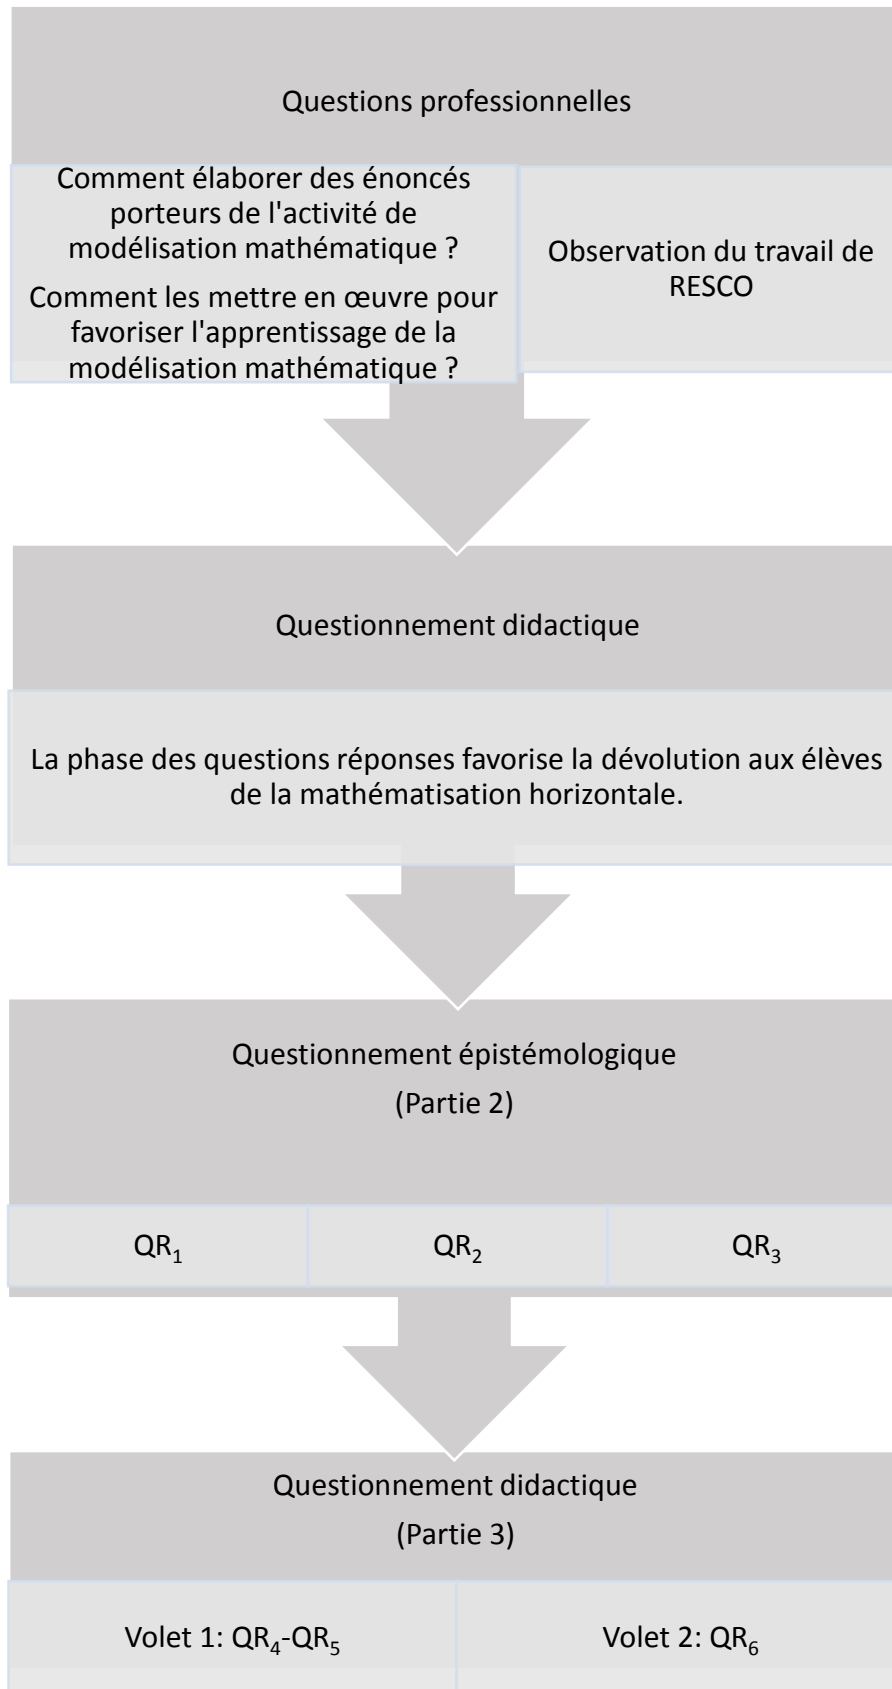 Questions professionnelles
Comment élaborer des énoncés
porteurs de l'activité de
modélisation mathématique ?
Comment les mettre en œuvre pour
favoriser l'apprentissage de la
modélisation mathématique ?
Observation du travail de
RESCO
Questionnement didactique
La phase des questions réponses favorise la dévolution aux élèves
de la mathématisation horizontale.
Questionnement épistémologique
(Partie 2)
QR₁
QR₂
QR₃
Questionnement didactique
(Partie 3)
Volet 1: QR₄-QR₅
Volet 2: QR₆